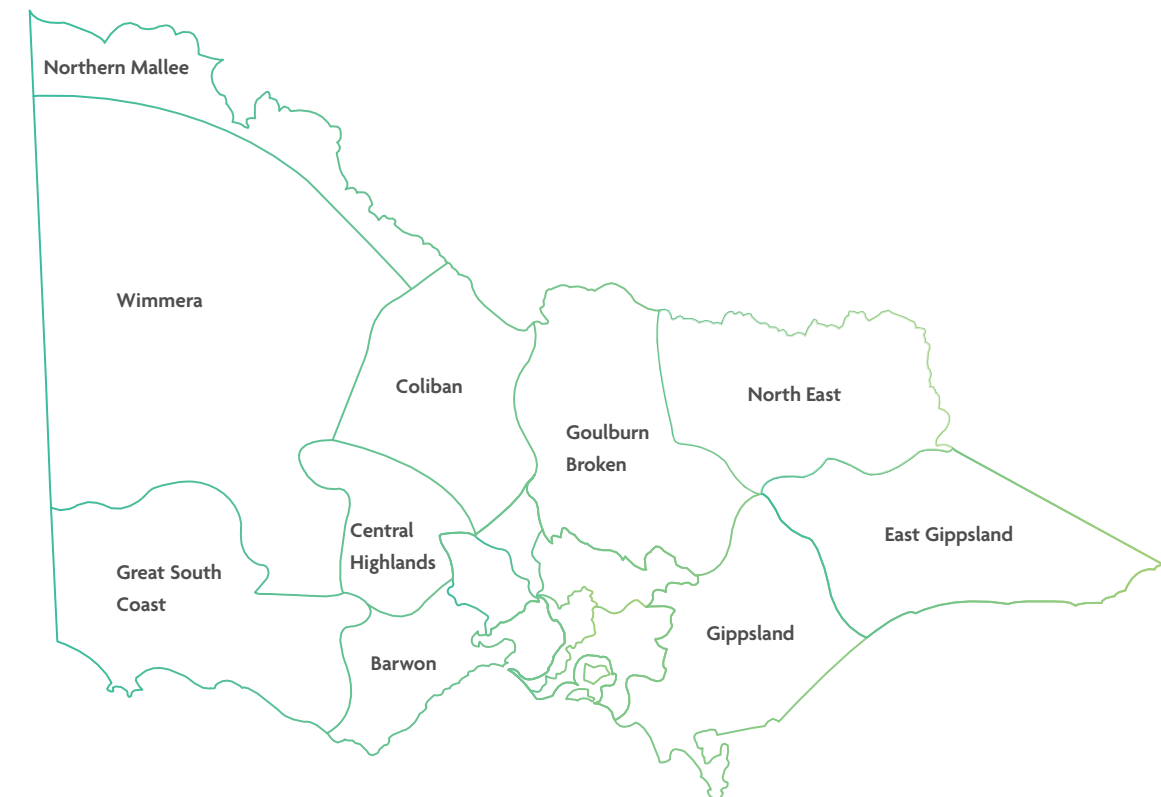 Northern Mallee
Wimmera
Coliban
North East
Goulburn
Broken
Central
Highlands
East Gippsland
Great South
Coast
Gippsland
Barwon